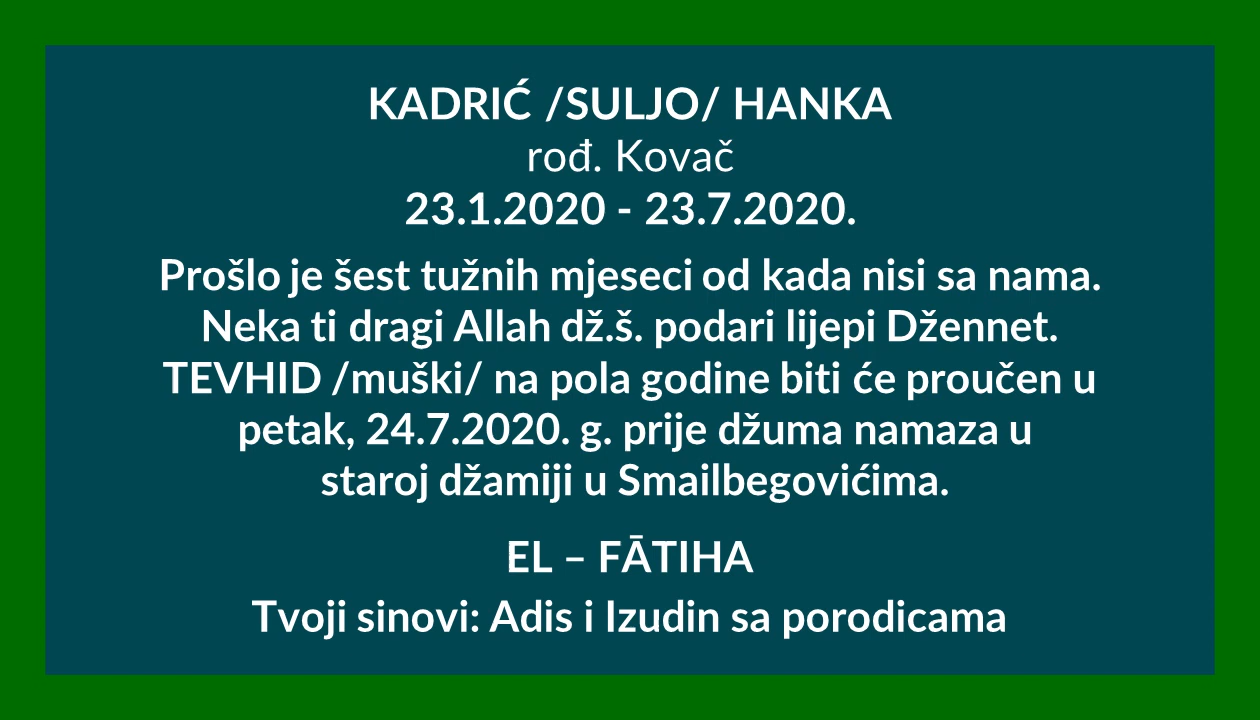 KADRIĆ /SULJO/ HANKA
rođ. Kovač
23.1.2020 - 23.7.2020.
Prošlo je šest tužnih mjeseci od kada nisi sa nama.
Neka ti dragi Allah dž.š. podari lijepi Džennet.
TEVHID /muški/ na pola godine biti će proučen u
petak, 24.7.2020. g. prije džuma namaza u
staroj džamiji u Smailbegovićima.
EL – FĀTIHA
Tvoji sinovi: Adis i Izudin sa porodicama